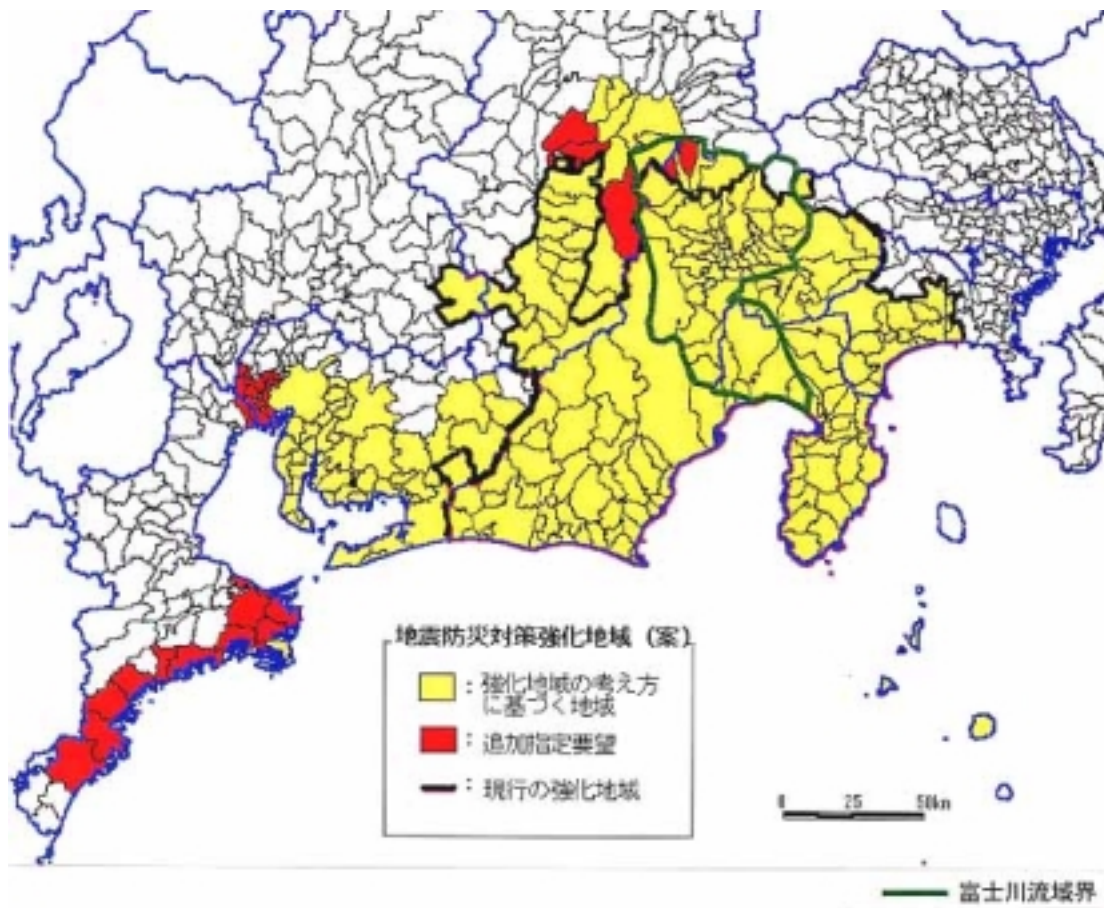 地震防災対策強化地域（案）
：強化地域の考え方
に基づく地域
：追加指定要望
：現行の強化地域
0 25 50km
富士川流域界